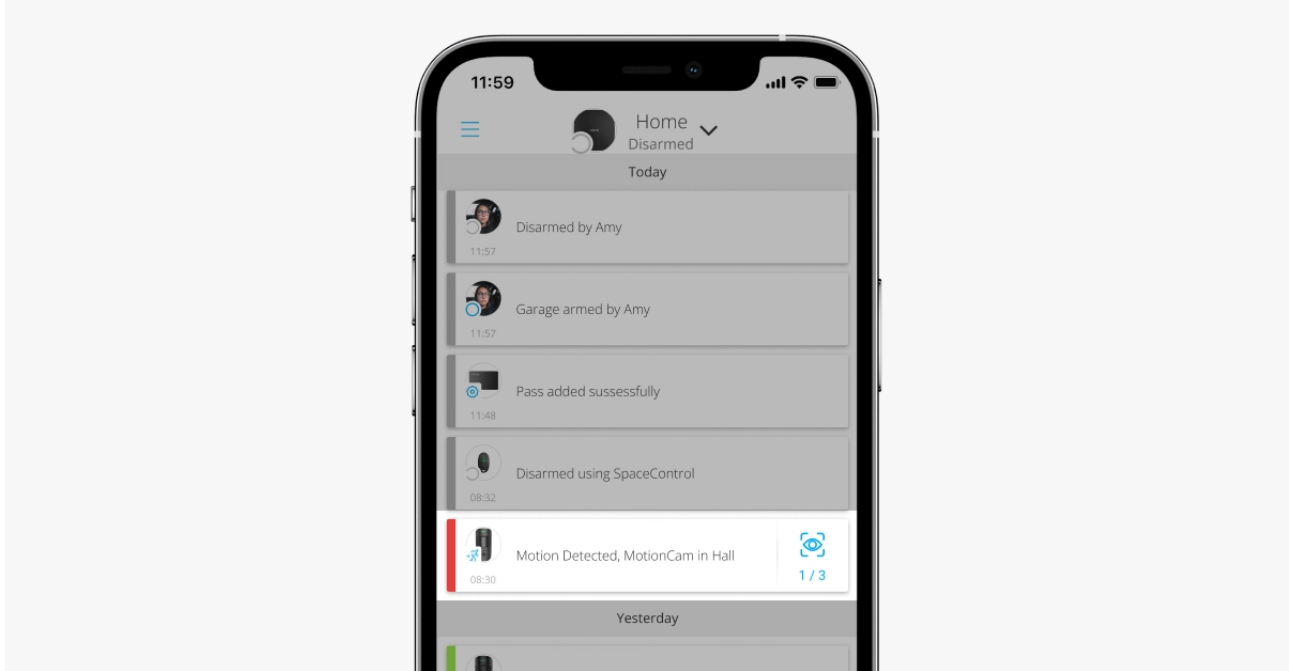 11:59
Home
Disarmed
Today
Disarmed by Amy
11:57
Garage armed by Amy
11:57
Pass added sussessfully
11:48
Disarmed using SpaceControl
08:32
Motion Detected, MotionCam in Hall
08:30
1 / 3
Yesterday